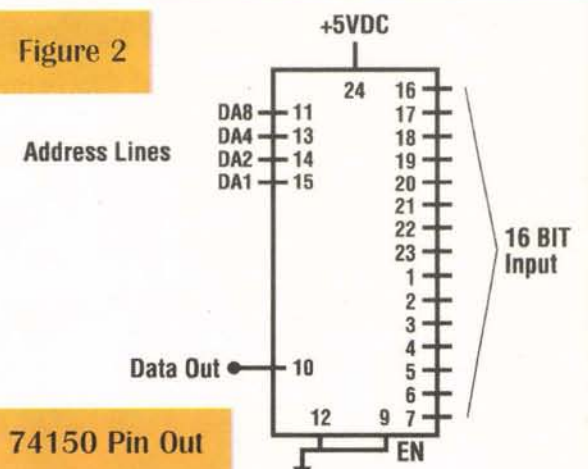 +5VDC
Figure 2
24 16
DA8 11 17
DA4 13 18
Address Lines DA2 14 19
DA1 15 20
21
22
23 16 BIT
1 Input
2
3
4
5
Data Out 10
6
12 9 7
74150 Pin Out EN